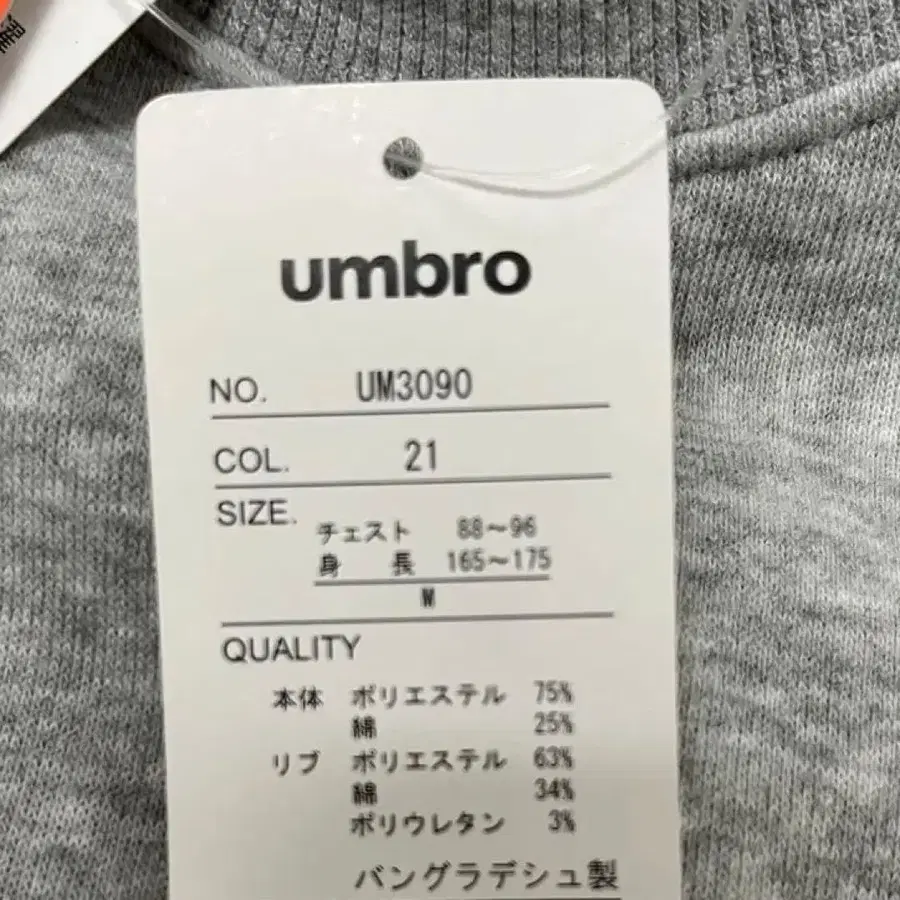 umbro
NO. UM3090
COL. 21
SIZE.
チェスト 88～96
身 長 165～175
M
QUALITY
本体 ポリエステル 75%
綿 25%
リブ ポリエステル 63%
綿 34%
ポリウレタン 3%
バングラデシュ製